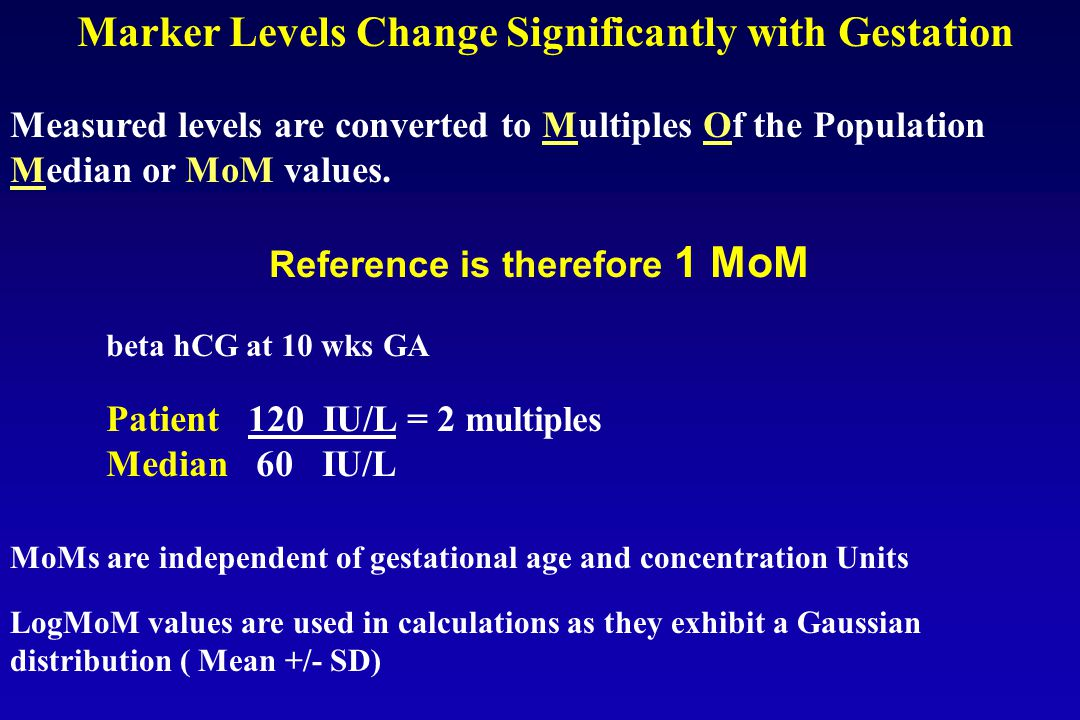 Marker Levels Change Significantly with Gestation
Measured levels are converted to Multiples Of the Population
Median or MoM values.
Reference is therefore 1 MoM
beta hCG at 10 wks GA
Patient 120 IU/L = 2 multiples
Median 60 IU/L
MoMs are independent of gestational age and concentration Units
LogMoM values are used in calculations as they exhibit a Gaussian
distribution ( Mean +/- SD)